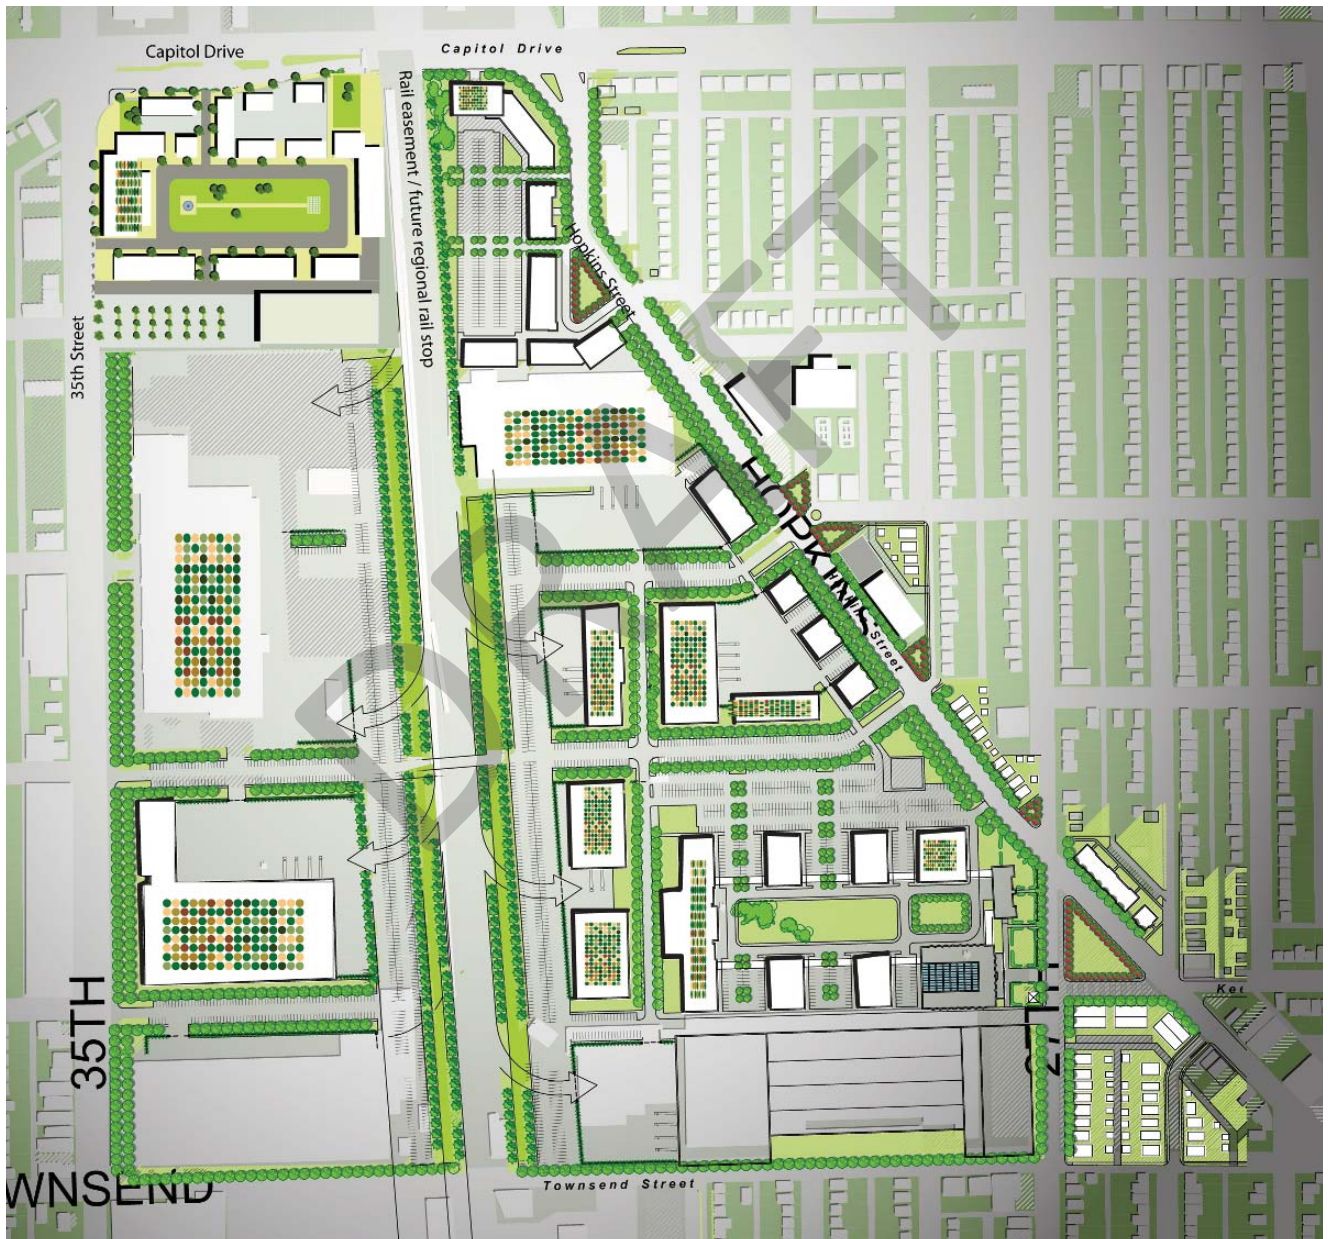 Capitol Drive
Capitol Drive
Rail easement / future regional rail stop
Hopkins Street
35th Street
DRAFT
HOPKINS
Street
35TH
27TH
Ket
WNSEND
Townsend Street